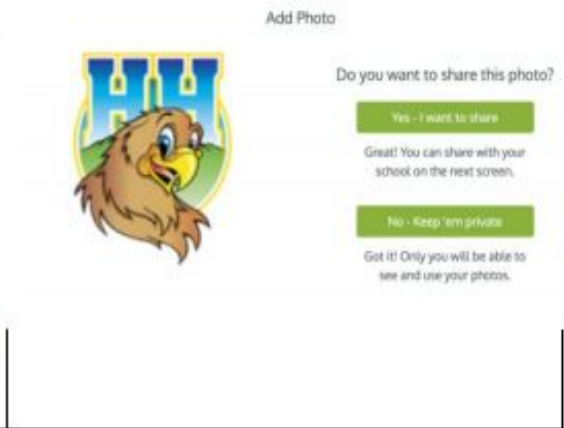 Add Photo
HH
Do you want to share this photo?
Yes - I want to share
Great! You can share with your
school on the next screen.
No - Keep 'em private
Got it! Only you will be able to
see and use your photos.